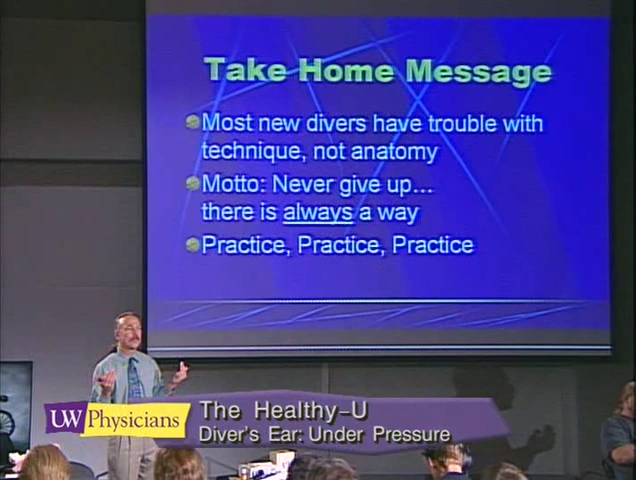 Take Home Message
Most new divers have trouble with
technique, not anatomy
Motto: Never give up...
there is always a way
Practice, Practice, Practice
UW Physicians
The Healthy-U
Diver's Ear: Under Pressure